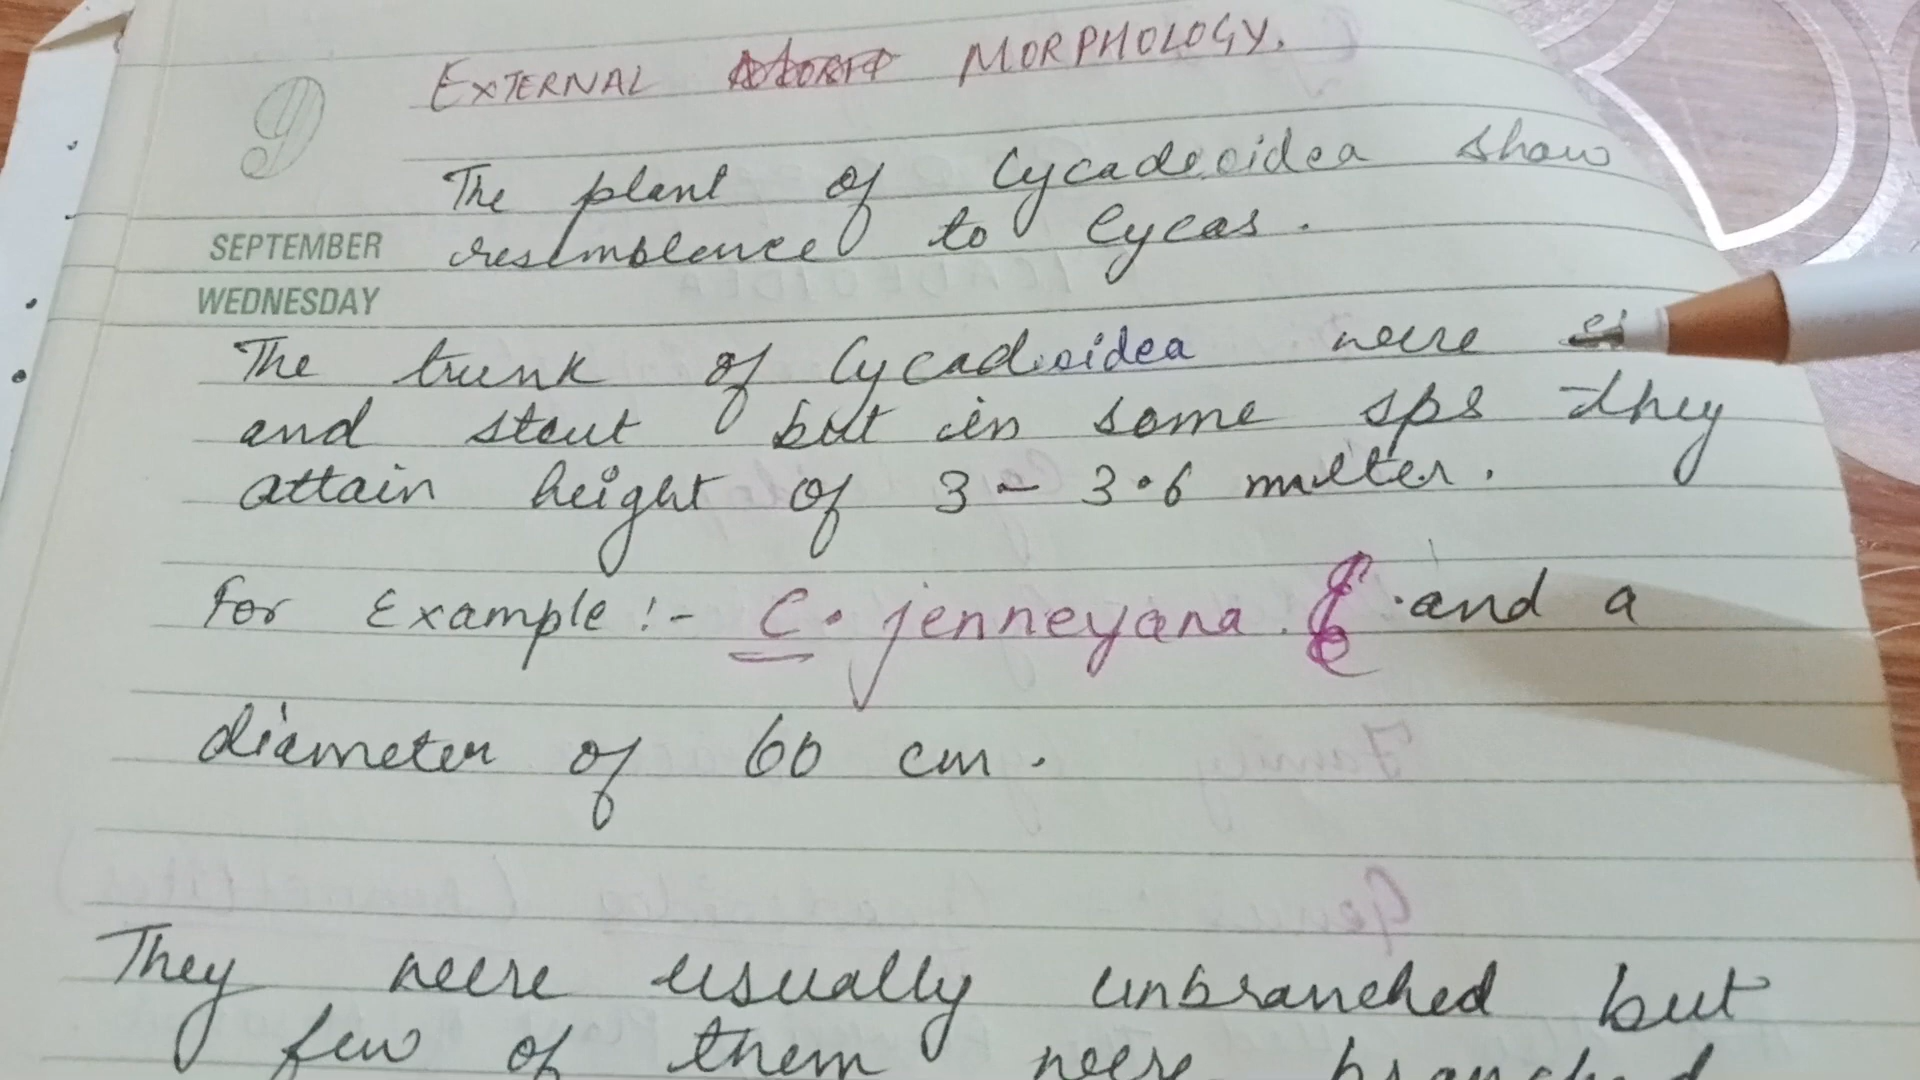 EXTERNAL MORPHOLOGY.
9
The plant of Cycadeoidea show
SEPTEMBER
resemblence to Cycas.
WEDNESDAY
The trunk of Cycadeoidea were
and stout but in some sps they
attain height of 3 - 3.6 meter.
for Example :- C. jenneyana. and a
diameter of 60 cm.
They were usually unbranched but
few of them were branched